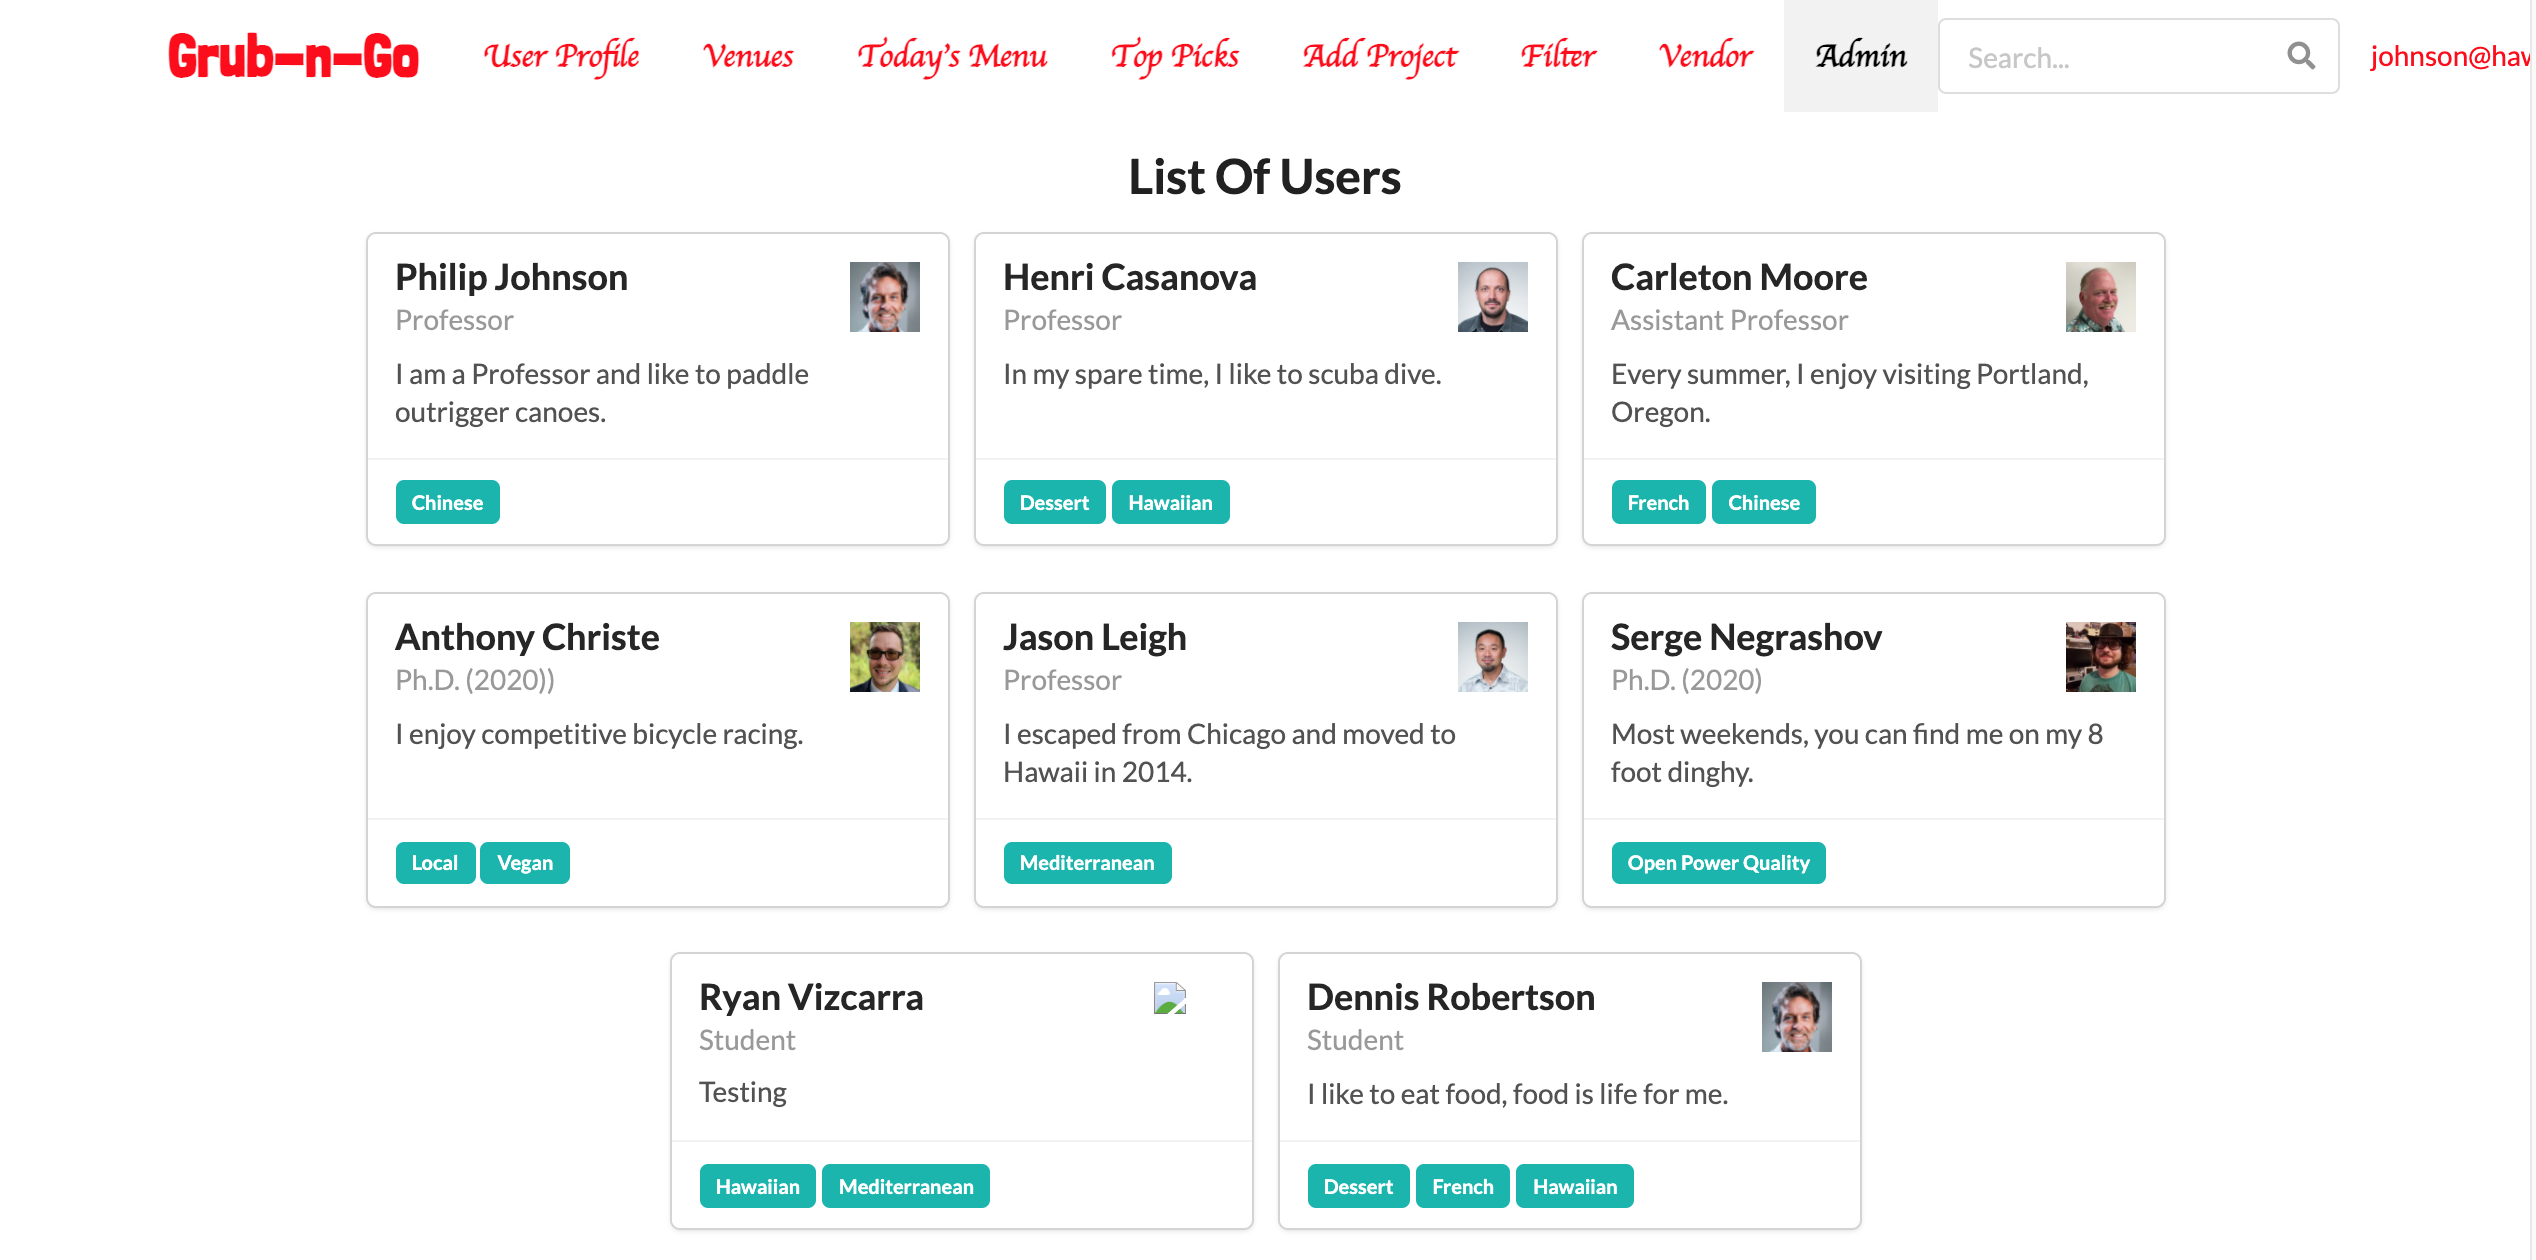 Grub-n-Go User Profile Venues Today's Menu Top Picks Add Project Filter Vendor Admin Search... johnson@haw
List Of Users
Philip Johnson
Professor
I am a Professor and like to paddle
outrigger canoes.
Chinese
Henri Casanova
Professor
In my spare time, I like to scuba dive.
Dessert Hawaiian
Carleton Moore
Assistant Professor
Every summer, I enjoy visiting Portland,
Oregon.
French Chinese
Anthony Christe
Ph.D. (2020))
I enjoy competitive bicycle racing.
Local Vegan
Jason Leigh
Professor
I escaped from Chicago and moved to
Hawaii in 2014.
Mediterranean
Serge Negrashov
Ph.D. (2020)
Most weekends, you can find me on my 8
foot dinghy.
Open Power Quality
Ryan Vizcarra
Student
Testing
Hawaiian Mediterranean
Dennis Robertson
Student
I like to eat food, food is life for me.
Dessert French Hawaiian